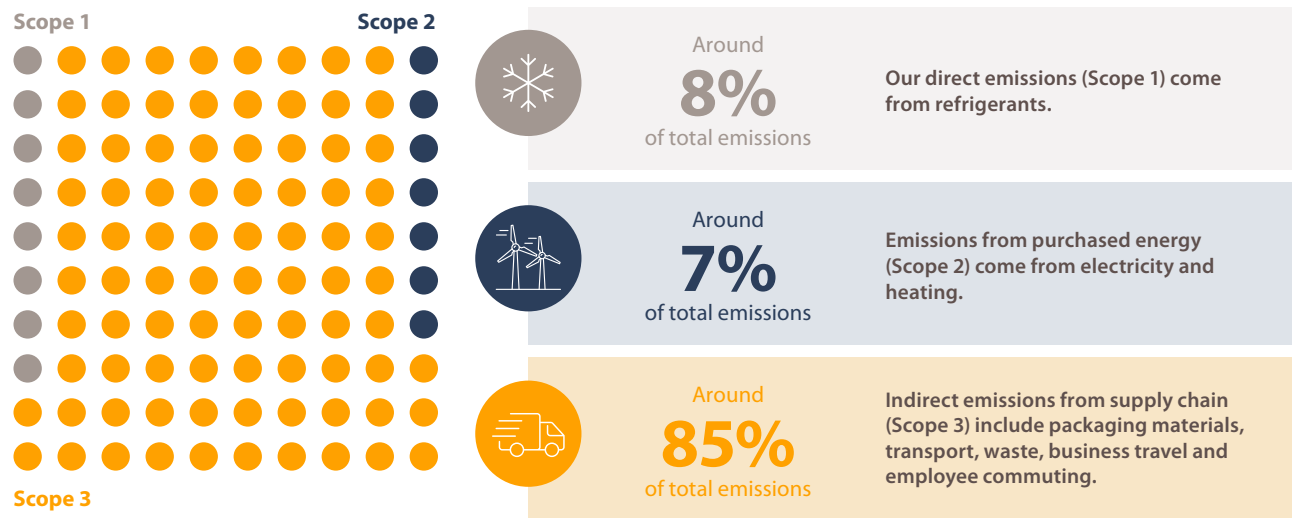 Scope 1
Scope 2
Scope 3
Around
8%
of total emissions
Our direct emissions (Scope 1) come
from refrigerants.
Around
7%
of total emissions
Emissions from purchased energy
(Scope 2) come from electricity and
heating.
Around
85%
of total emissions
Indirect emissions from supply chain
(Scope 3) include packaging materials,
transport, waste, business travel and
employee commuting.